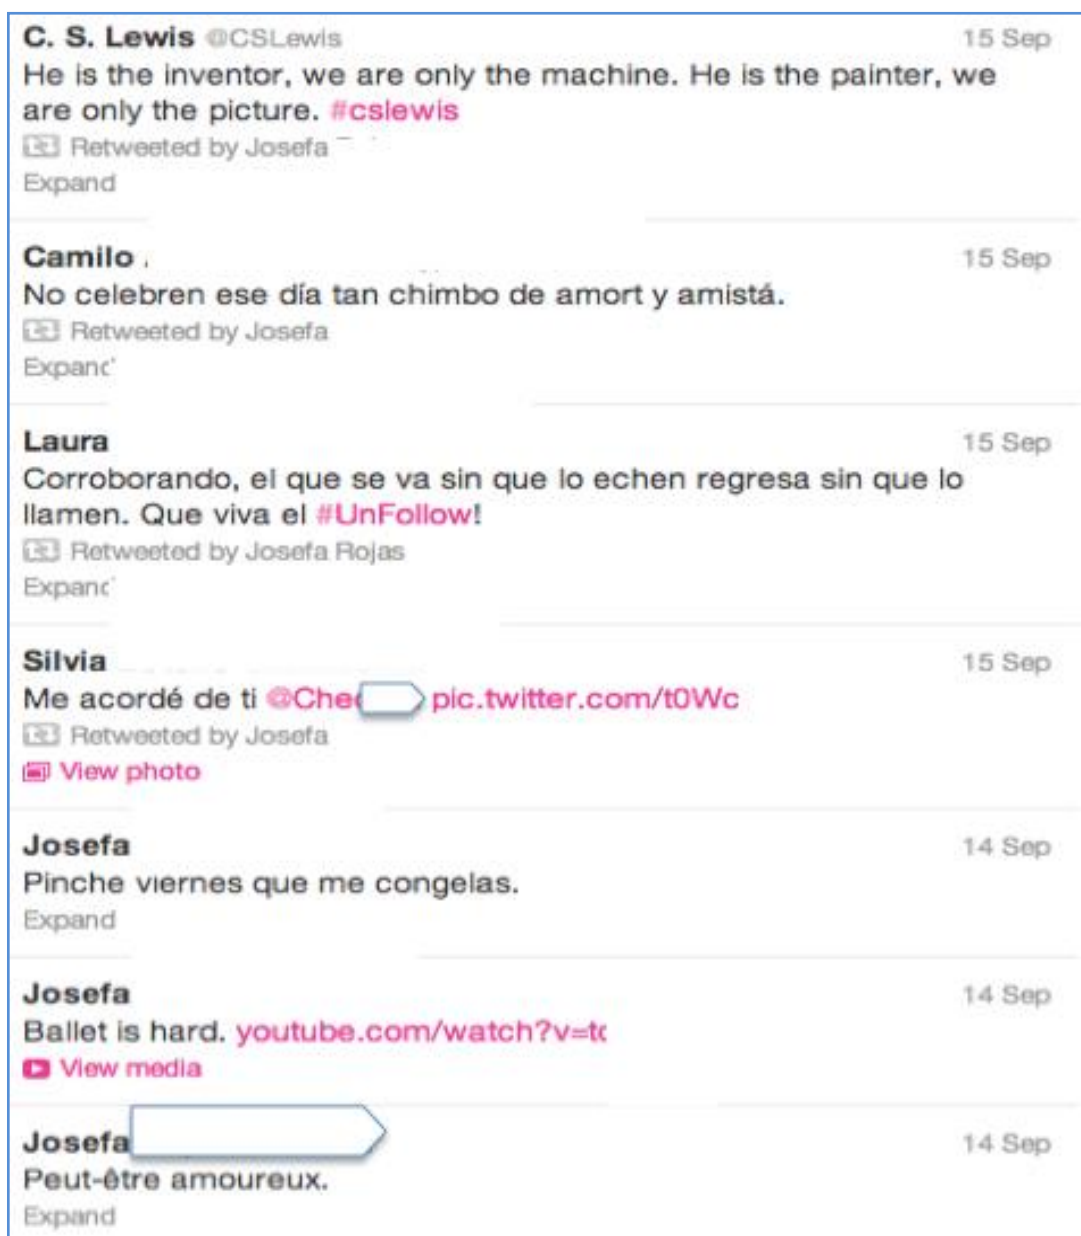 C. S. Lewis @CSLewis 15 Sep
He is the inventor, we are only the machine. He is the painter, we
are only the picture. #cslewis
Retweeted by Josefa
Expand
Camilo 15 Sep
No celebren ese día tan chimbo de amort y amistá.
Retweeted by Josefa
Expand
Laura 15 Sep
Corroborando, el que se va sin que lo echen regresa sin que lo
llamen. Que viva el #UnFollow!
Retweeted by Josefa Rojas
Expand
Silvia 15 Sep
Me acordé de ti @Che pic.twitter.com/t0Wc
Retweeted by Josefa
View photo
Josefa 14 Sep
Pinche viernes que me congelas.
Expand
Josefa 14 Sep
Ballet is hard. youtube.com/watch?v=tc
View media
Josefa 14 Sep
Peut-être amoureux.
Expand